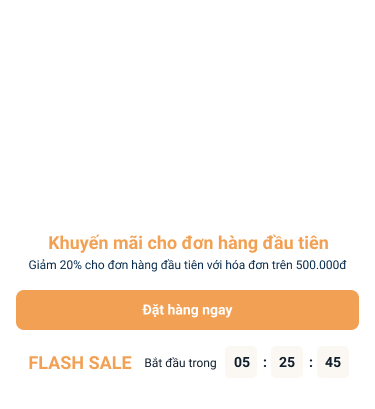 Khuyến mãi cho đơn hàng đầu tiên
Giảm 20% cho đơn hàng đầu tiên với hóa đơn trên 500.000đ
Đặt hàng ngay
FLASH SALE Bắt đầu trong 05 : 25 : 45